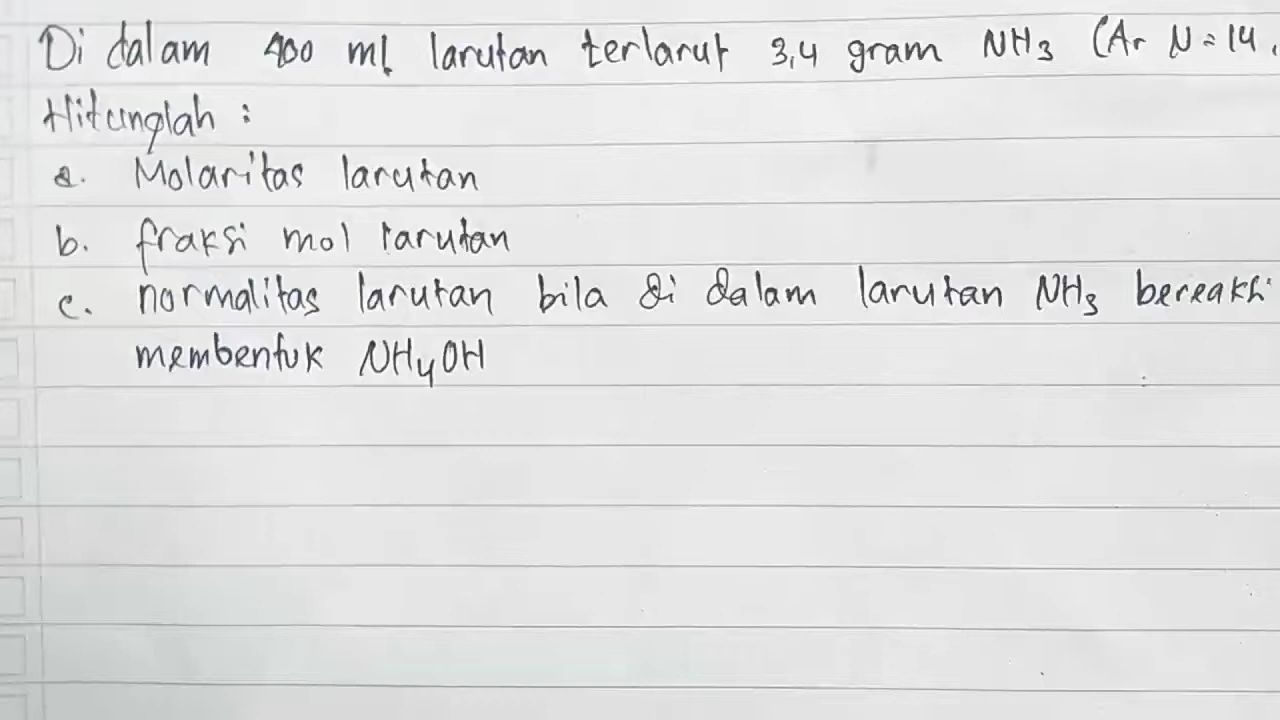 Di dalam 400 ml larutan terlarut 3,4 gram NH₃ (Ar N = 14,
Hitunglah :
a. Molaritas larutan
b. fraksi mol larutan
c. normalitas larutan bila di dalam larutan NH₃ bereaksi
membentuk NH₄OH